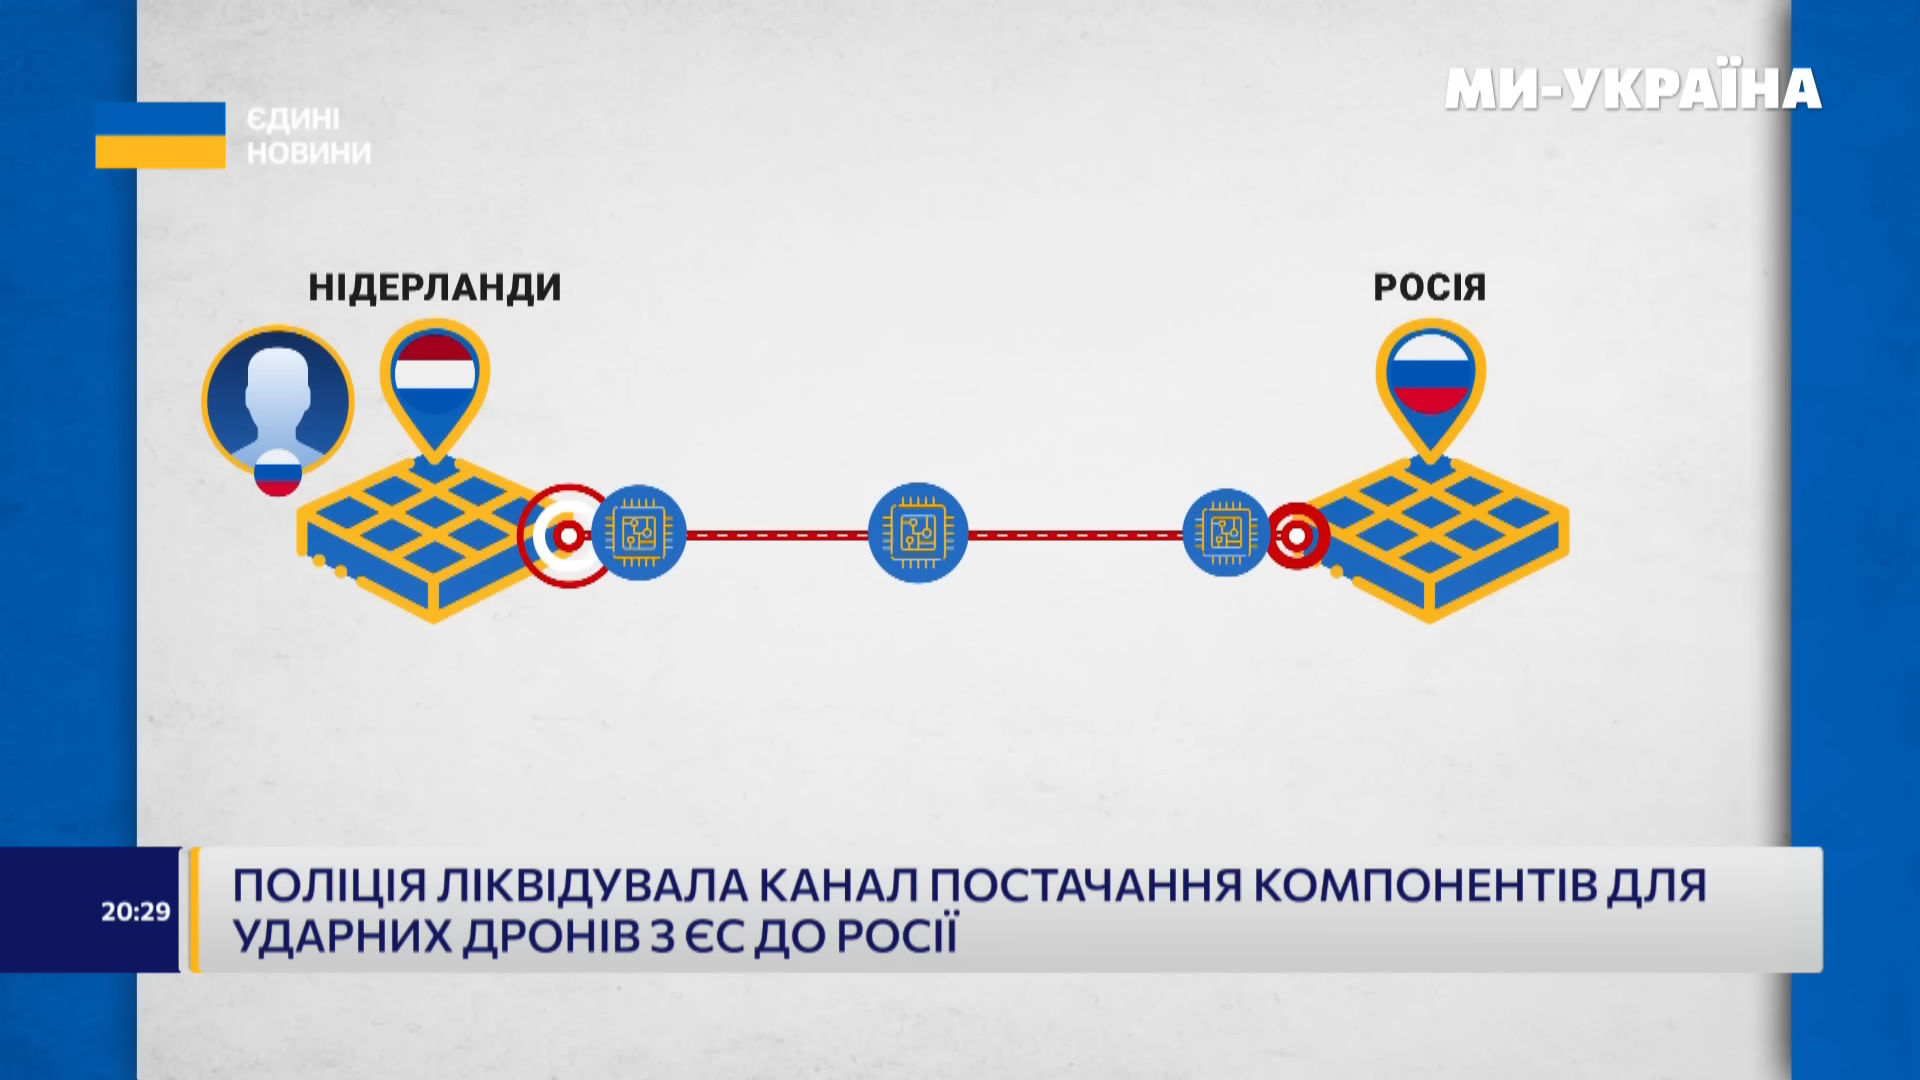 МИ-УКРАЇНА
ЄДИНІ
НОВИНИ
НІДЕРЛАНДИ
РОСІЯ
20:29
ПОЛІЦІЯ ЛІКВІДУВАЛА КАНАЛ ПОСТАЧАННЯ КОМПОНЕНТІВ ДЛЯ
УДАРНИХ ДРОНІВ З ЄС ДО РОСІЇ